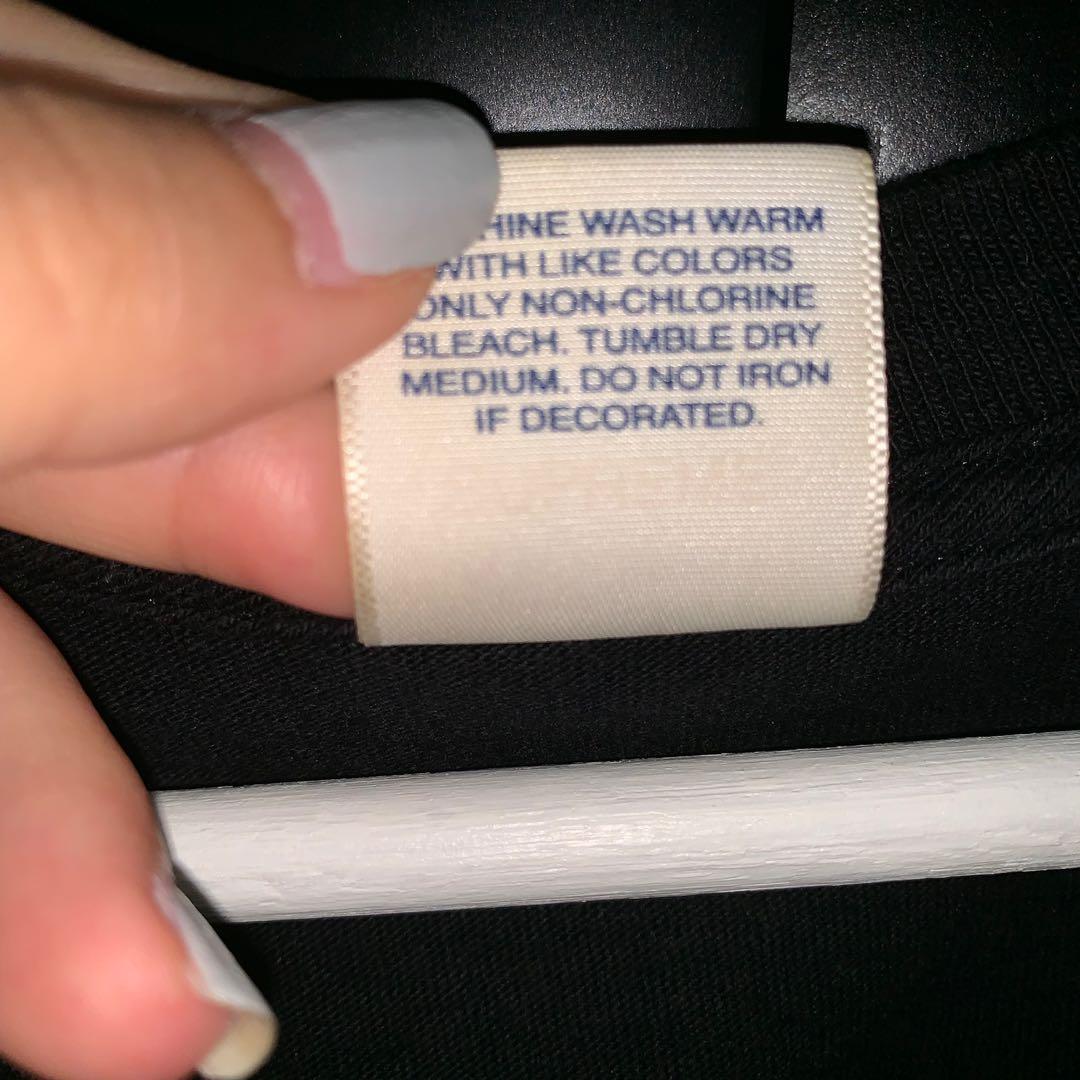 HINE WASH WARM
WITH LIKE COLORS
ONLY NON-CHLORINE
BLEACH. TUMBLE DRY
MEDIUM. DO NOT IRON
IF DECORATED.